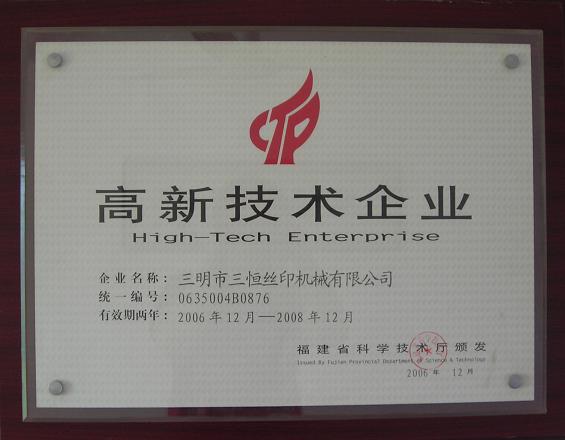 高新技术企业
High-Tech Enterprise
企业名称：三明市三恒丝印机械有限公司
统一编号：0635004B0876
有效期两年：2006年12月—2008年12月
福建省科学技术厅颁发
Issued By Fujian Provincial Department of Science & Technology
2006年 12月